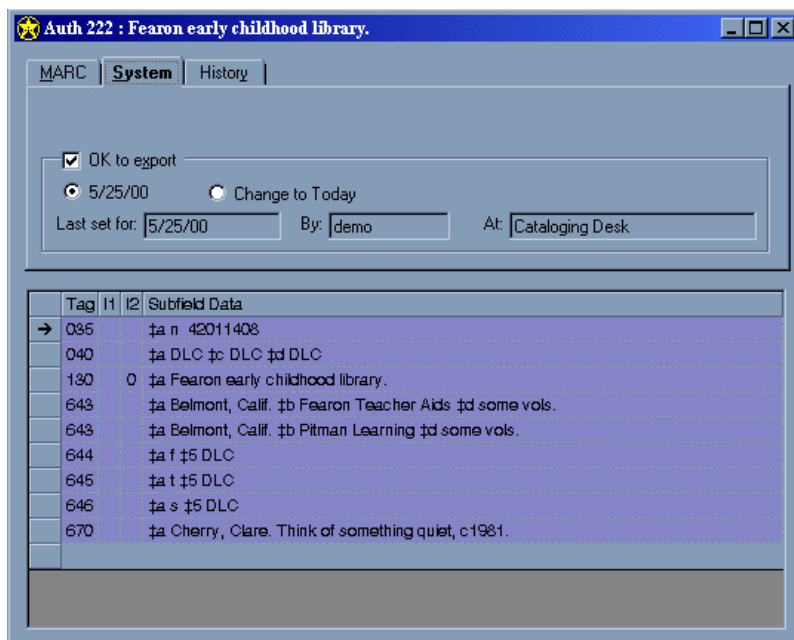 Auth 222 : Fearon early childhood library.
MARC System History
OK to export
5/25/00 Change to Today
Last set for: 5/25/00 By: demo At: Cataloging Desk
Tag I1 I2 Subfield Data
035 ‡a n 42011408
040 ‡a DLC ‡c DLC ‡d DLC
130 0 ‡a Fearon early childhood library.
643 ‡a Belmont, Calif. ‡b Fearon Teacher Aids ‡d some vols.
643 ‡a Belmont, Calif. ‡b Pitman Learning ‡d some vols.
644 ‡a f ‡5 DLC
645 ‡a t ‡5 DLC
646 ‡a s ‡5 DLC
670 ‡a Cherry, Clare. Think of something quiet, c1981.